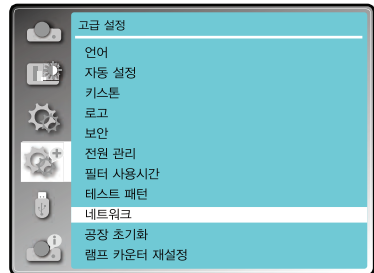 고급 설정
언어
자동 설정
키스톤
로고
보안
전원 관리
필터 사용시간
테스트 패턴
네트워크
공장 초기화
램프 카운터 재설정